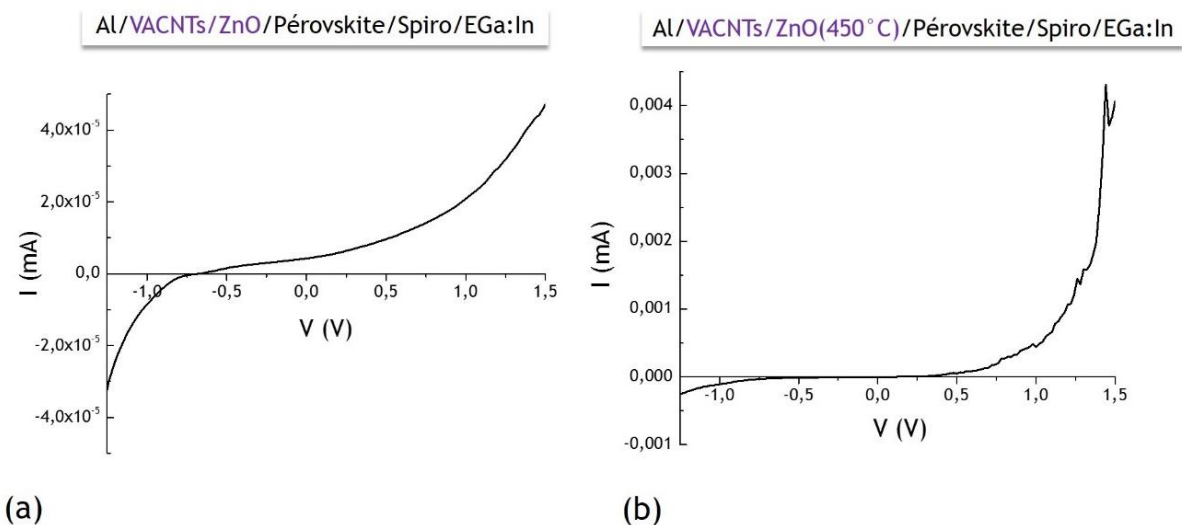 Al/VACNTs/ZnO/Pérovskite/Spiro/EGa:In
4,0x10⁻⁵
2,0x10⁻⁵
0,0
-2,0x10⁻⁵
-4,0x10⁻⁵
I (mA)
-1,0 -0,5 0,0 0,5 1,0 1,5
V (V)
(a)
Al/VACNTs/ZnO(450°C)/Pérovskite/Spiro/EGa:In
0,004
0,003
0,002
0,001
0,000
-0,001
I (mA)
-1,0 -0,5 0,0 0,5 1,0 1,5
V (V)
(b)